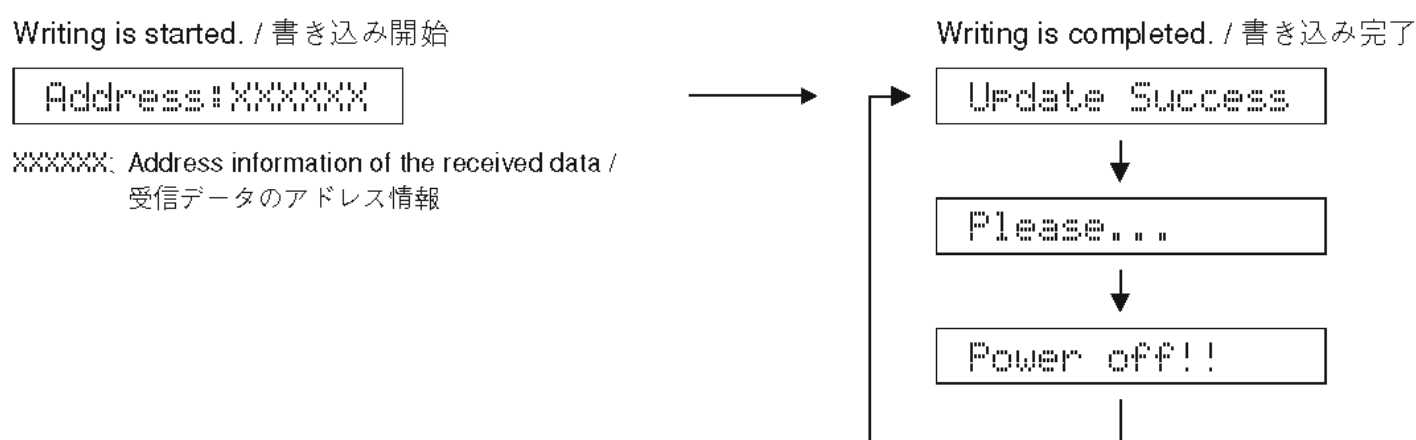 Writing is started. / 書き込み開始
Address:XXXXXX
XXXXXX; Address information of the received data /
受信データのアドレス情報
Writing is completed. / 書き込み完了
Update Success
Please...
Power off!!